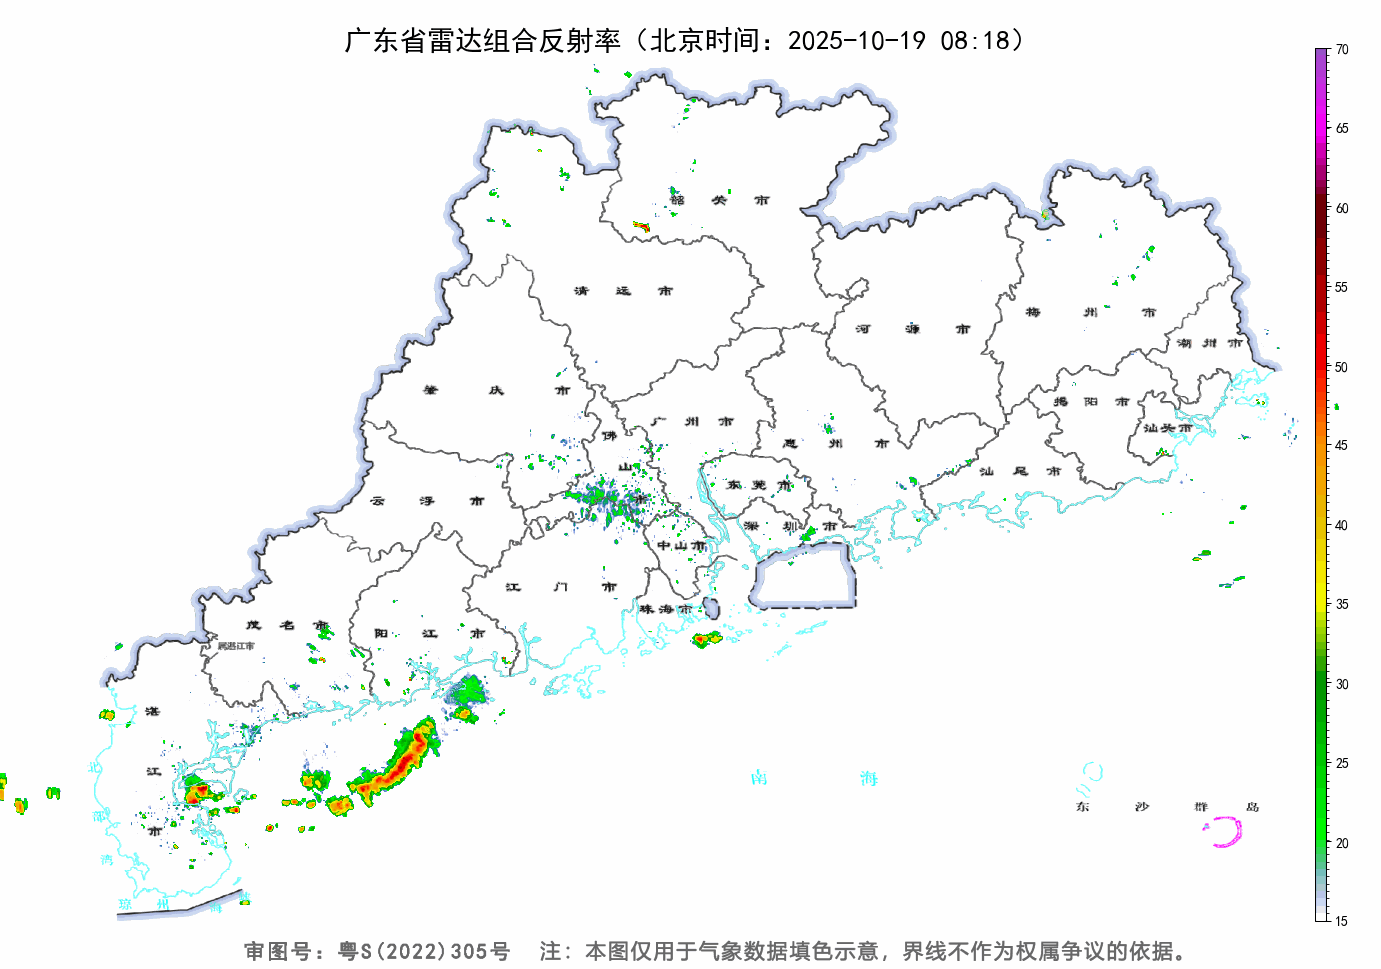 广东省雷达组合反射率（北京时间：2025-10-19 08:18）
70
65
60
55
50
45
40
35
30
25
20
15
韶 关 市
清 远 市
河 源 市
梅 州 市
潮 州 市
肇 庆 市
揭 阳 市
广 州 市
汕头市
佛 山 市
惠 州 市
汕 尾 市
云 浮 市
东 莞 市
深 圳 市
中山市
江 门 市
珠海市
茂 名 市
阳 江 市
属湛江市
湛 江 市
南 海
东 沙 群 岛
北 部 湾
琼 州 海 峡
审图号：粤S(2022)305号 注：本图仅用于气象数据填色示意，界线不作为权属争议的依据。